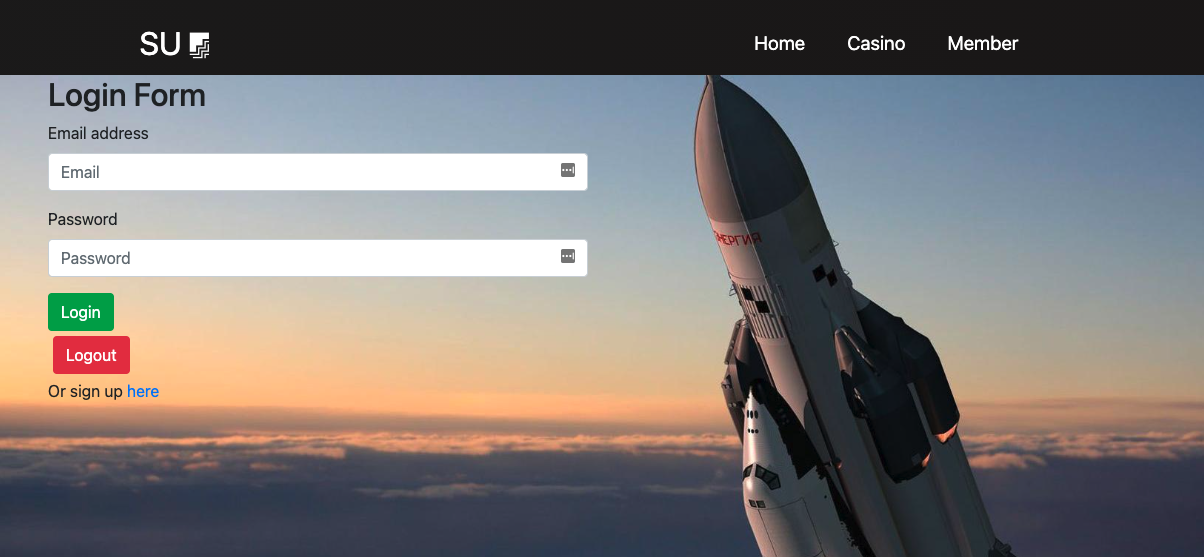 SU
Home Casino Member
Login Form
Email address
Email
Password
Password
Login
Logout
Or sign up here
ЭНЕРГИЯ